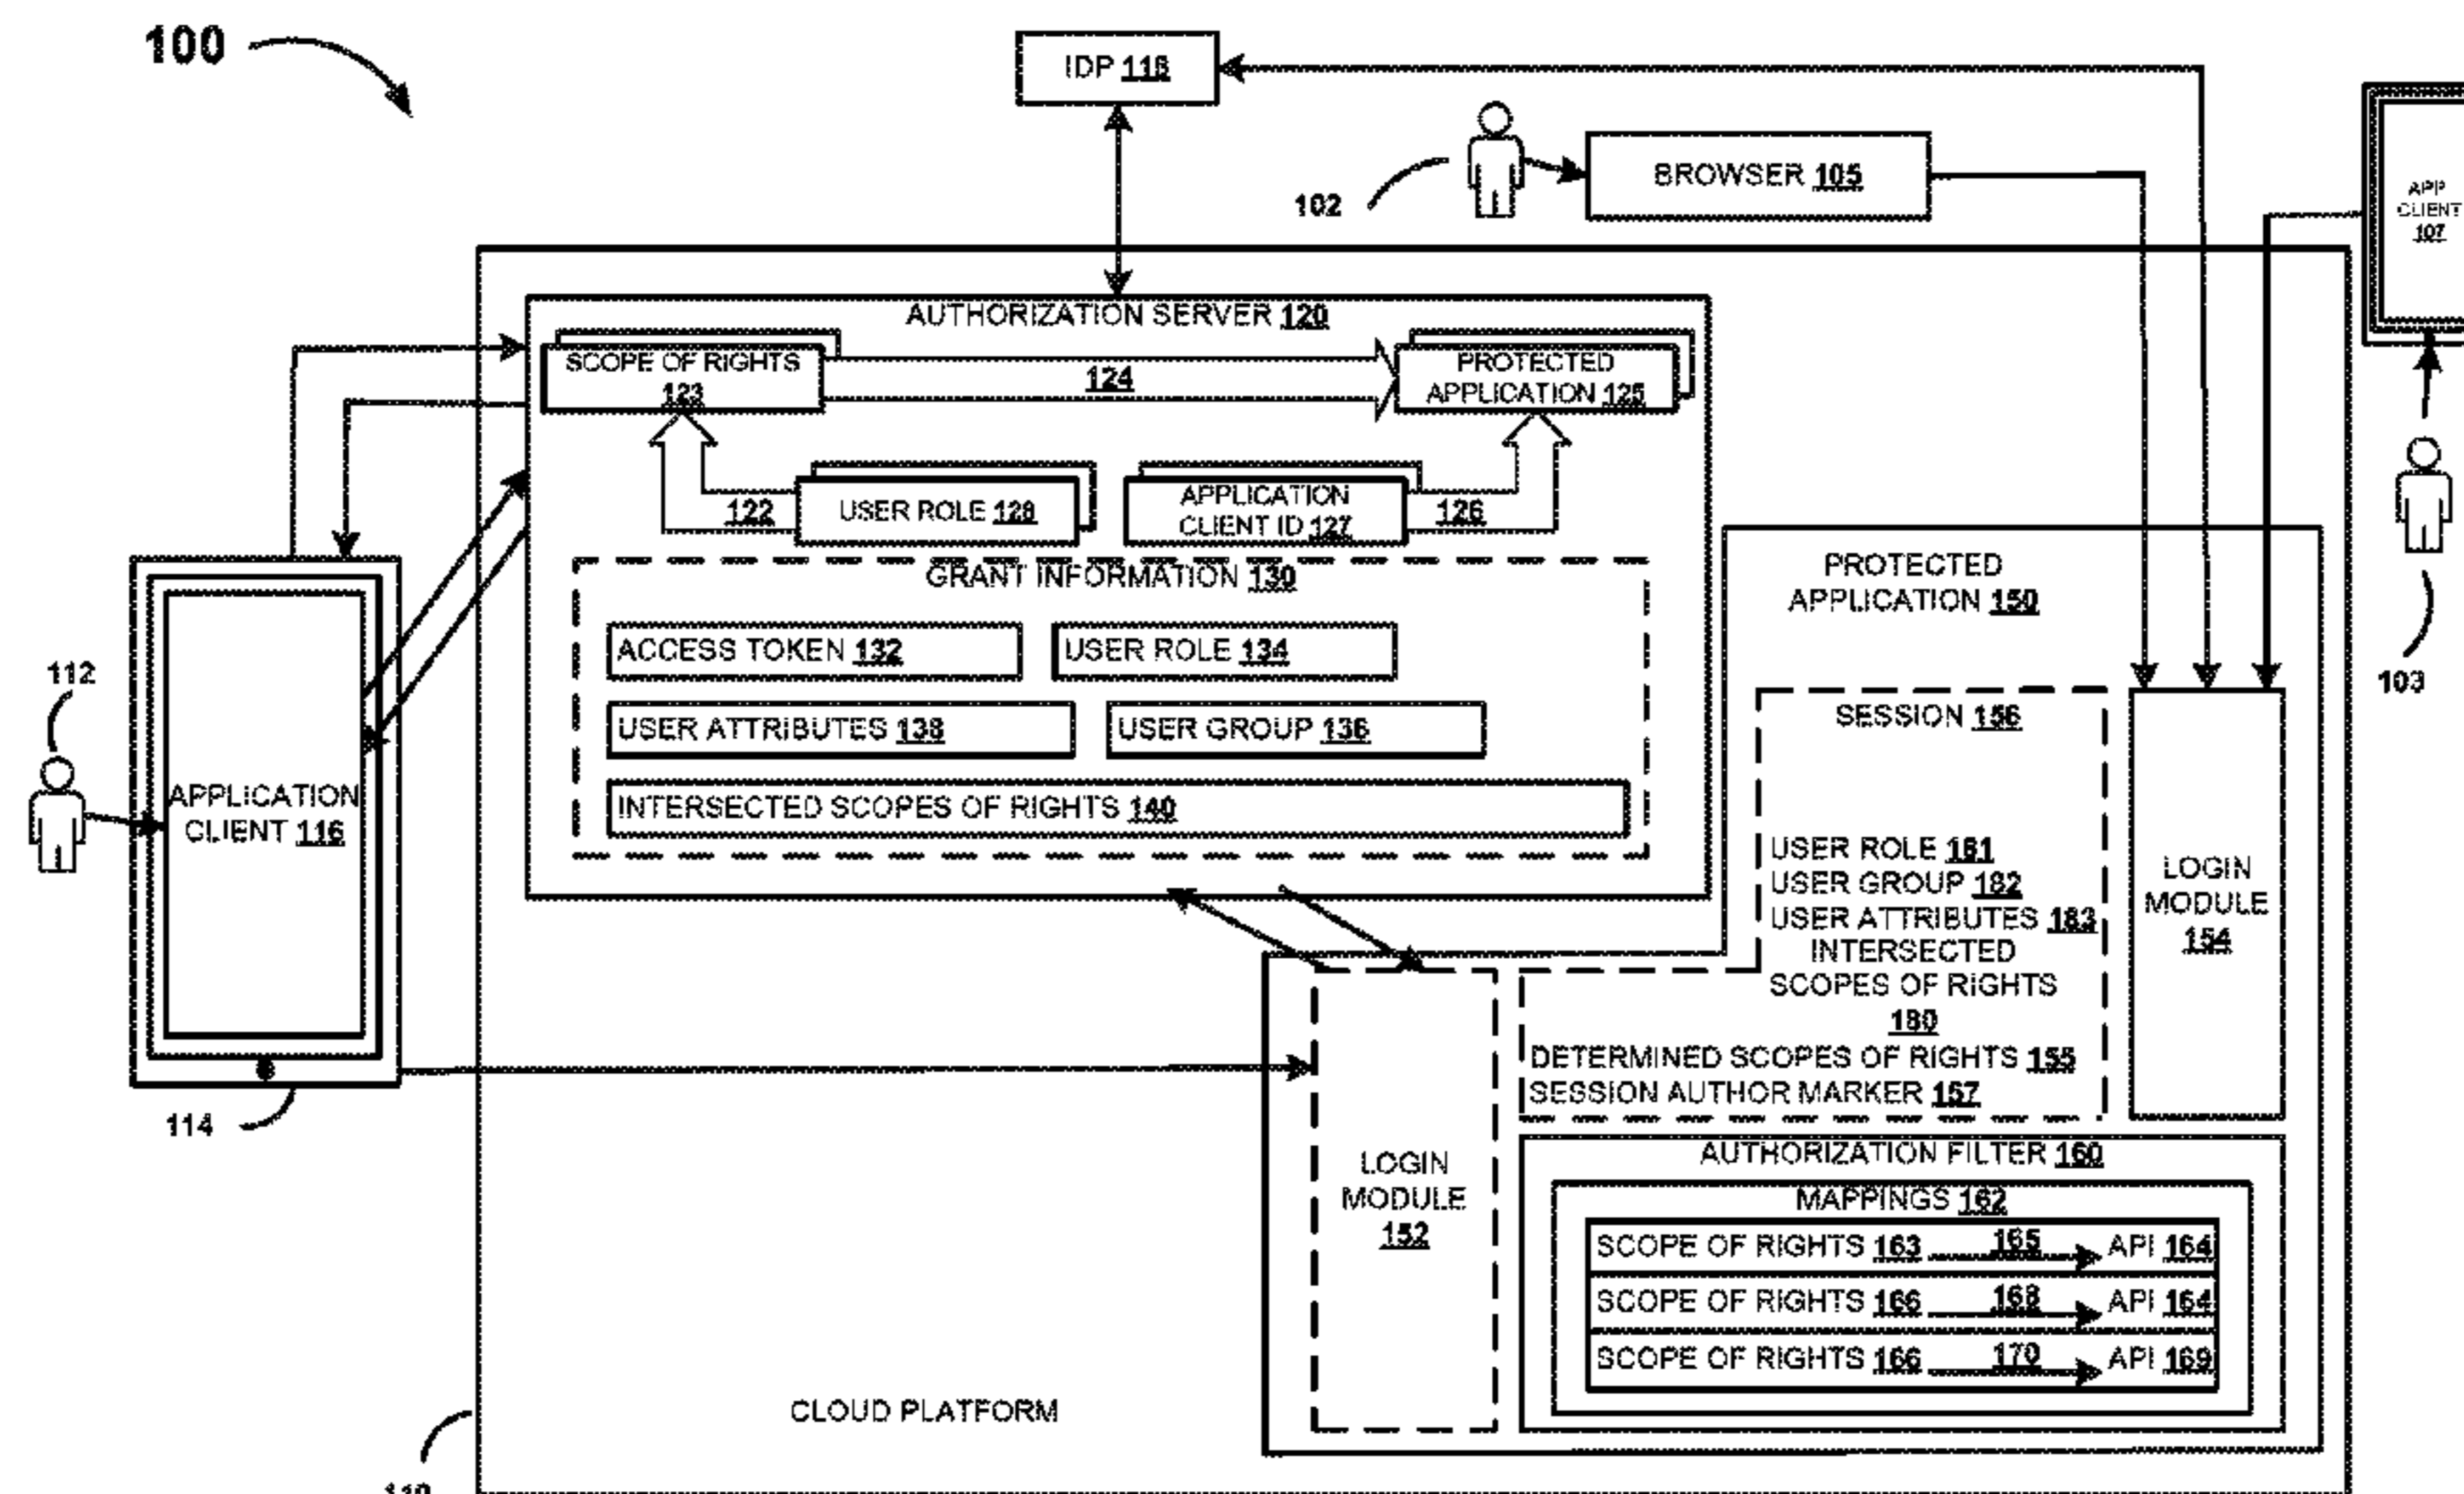 100
IDP 118
102
BROWSER 105
APP
CLIENT
107
103
AUTHORIZATION SERVER 120
SCOPE OF RIGHTS
123
124
PROTECTED
APPLICATION 125
122
USER ROLE 128
APPLICATION
CLIENT ID 127
126
GRANT INFORMATION 130
ACCESS TOKEN 132
USER ROLE 134
USER ATTRIBUTES 138
USER GROUP 136
INTERSECTED SCOPES OF RIGHTS 140
112
APPLICATION
CLIENT 116
114
PROTECTED
APPLICATION 150
SESSION 156
USER ROLE 181
USER GROUP 182
USER ATTRIBUTES 183
INTERSECTED
SCOPES OF RIGHTS
180
DETERMINED SCOPES OF RIGHTS 155
SESSION AUTHOR MARKER 157
LOGIN
MODULE
154
LOGIN
MODULE
152
AUTHORIZATION FILTER 160
MAPPINGS 162
SCOPE OF RIGHTS 163 165 API 164
SCOPE OF RIGHTS 166 168 API 164
SCOPE OF RIGHTS 166 170 API 169
CLOUD PLATFORM